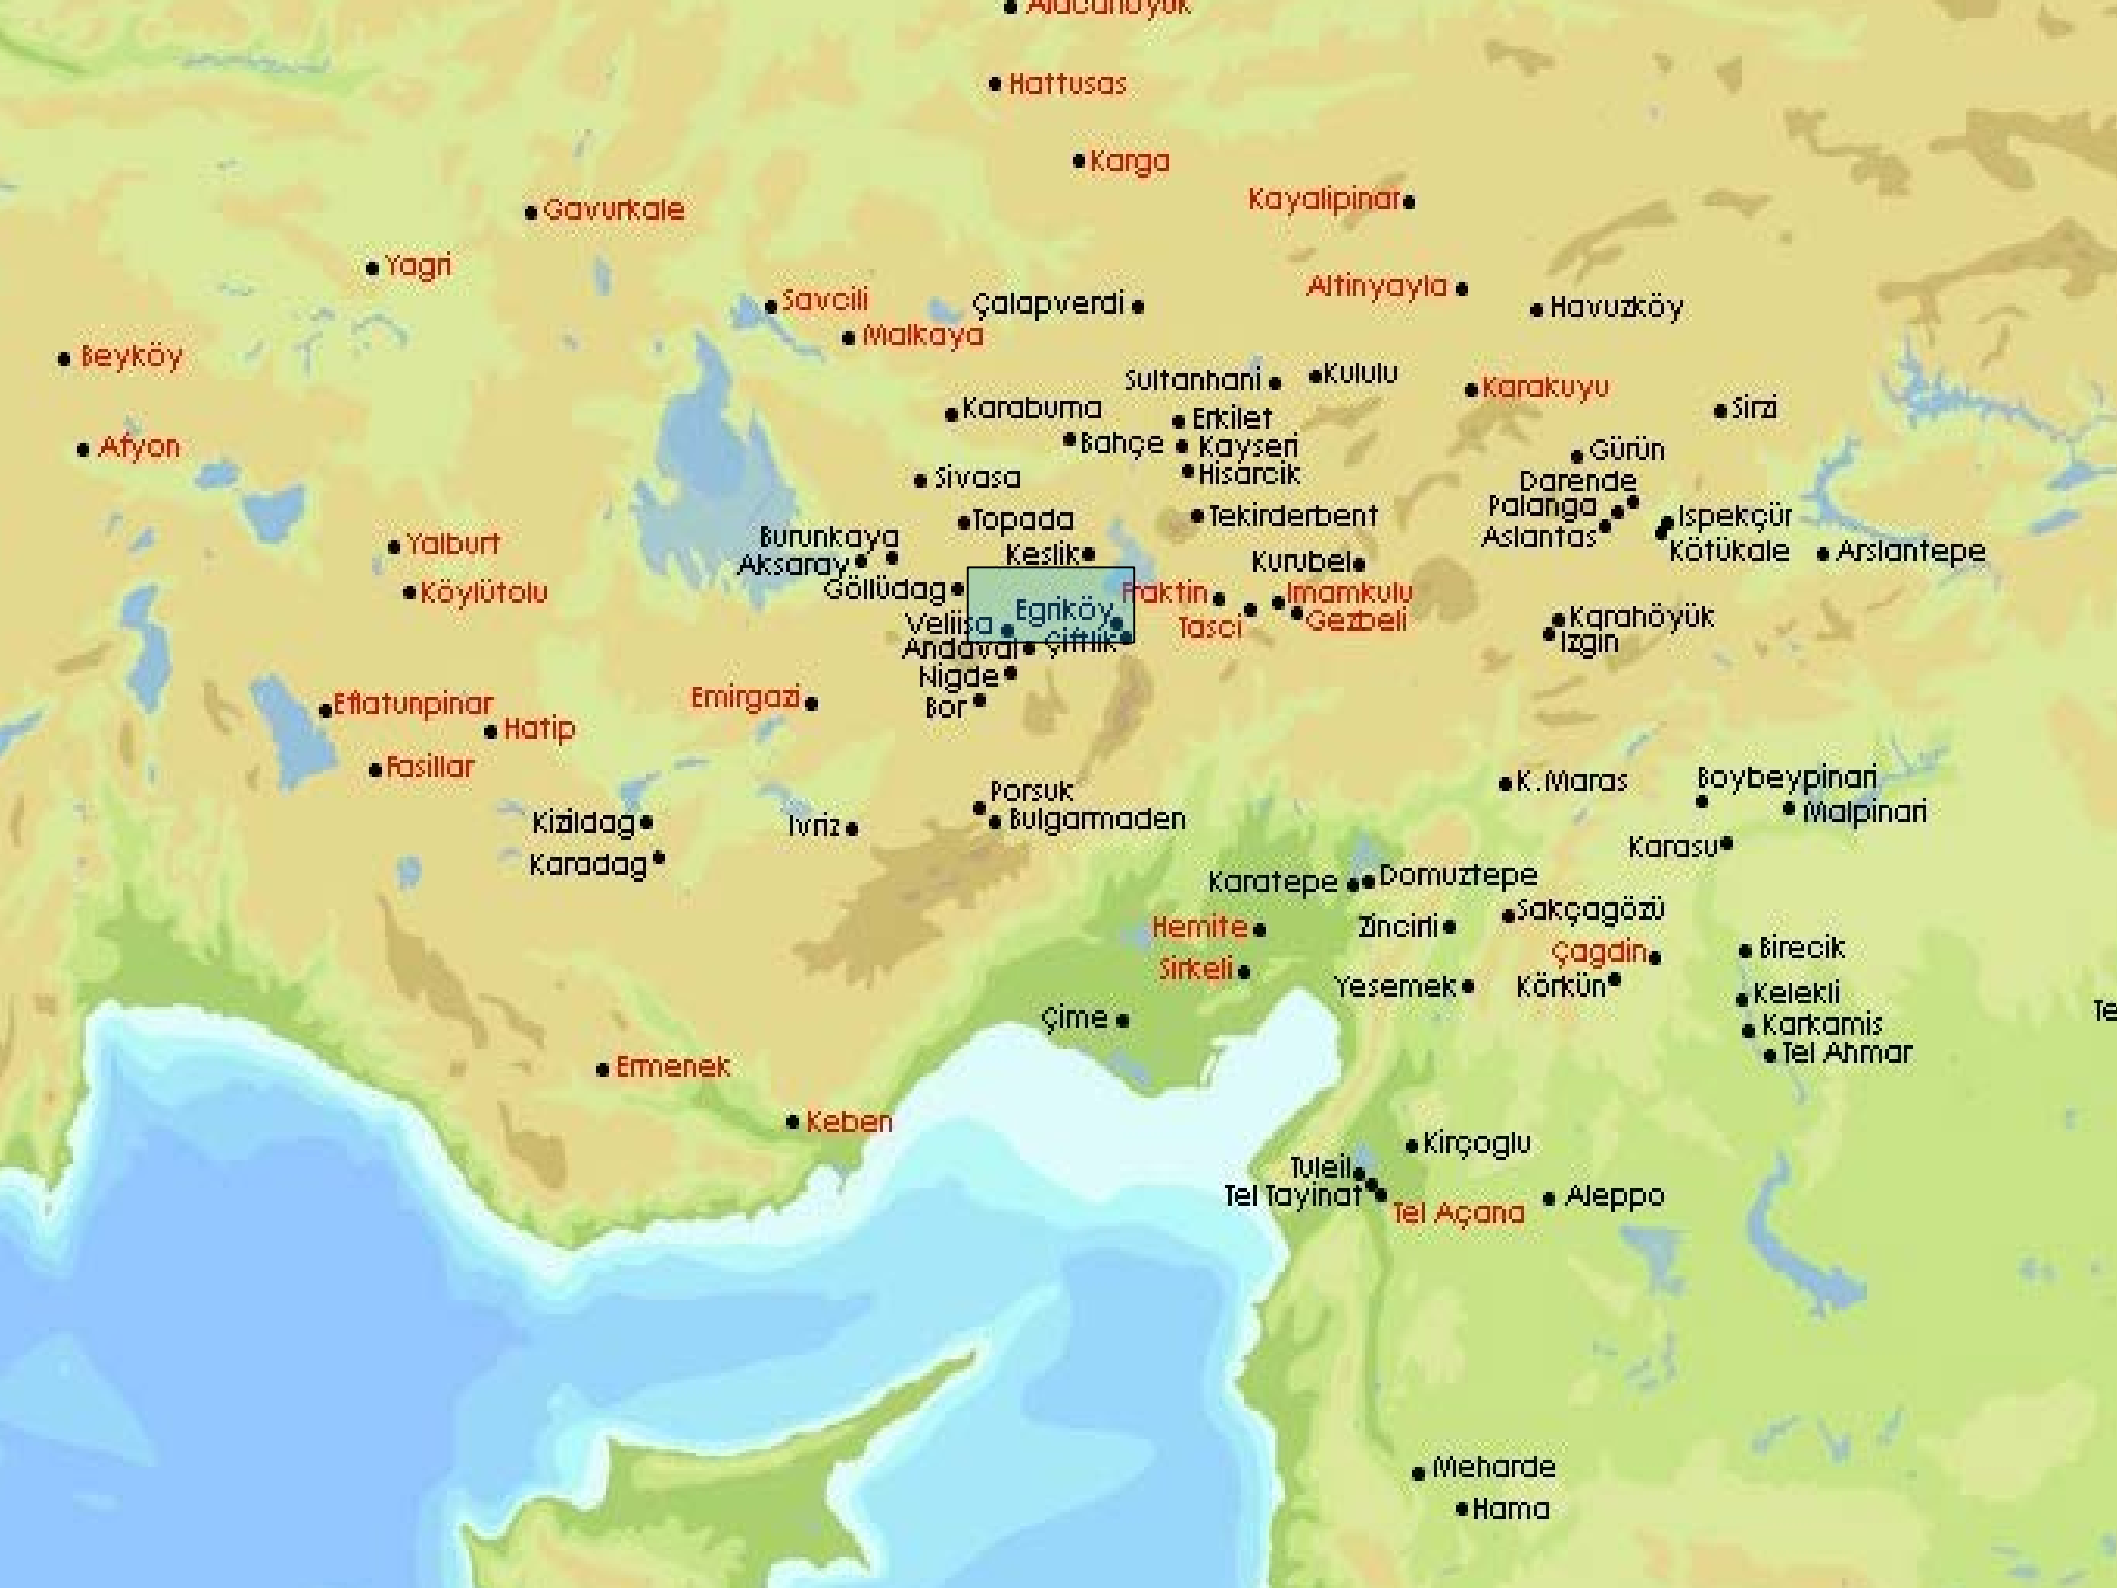 Alacahöyük
Hattusas
Karga
Kayalipinar
Gavurkale
Yagri
Altinyayla
Savcili
Çalapverdi
Havuzköy
Malkaya
Beyköy
Sultanhani
Kululu
Karakuyu
Karaburna
Sirzi
Erkilet
Bahçe
Kayseri
Afyon
Gürün
Hisarcik
Sivasa
Darende
Palanga
Topada
Tekirderbent
Ispekçür
Burunkaya
Aslantas
Yalburt
Keslik
Kötükale
Arslantepe
Aksaray
Kurubel
Göllüdag
Fraktin
Imamkulu
Köylütolu
Egriköy
Veliisa
Tasci
Gezbeli
Karahöyük
Çiftlik
Izgin
Andaval
Nigde
Emirgazi
Eflatunpinar
Bor
Hatip
Fasillar
K.Maras
Boybeypinari
Porsuk
Malpinari
Kizildag
Ivriz
Bulgarmaden
Karasu
Karadag
Karatepe
Domuztepe
Sakçagözü
Hemite
Zincirli
Çagdin
Birecik
Sirkeli
Yesemek
Körkün
Kelekli
Te
Çime
Karkamis
Tel Ahmar
Ermenek
Keben
Kirçoglu
Tuleil
Tel Tayinat
Aleppo
Tel Açana
Meharde
Hama